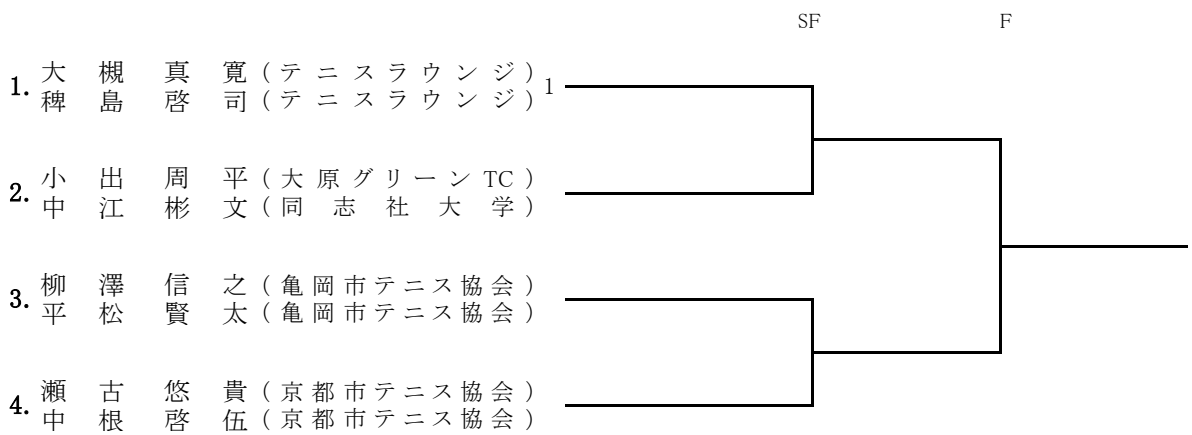 SF F
1. 大槻真寛(テニスラウンジ) 1
稗島啓司(テニスラウンジ)
2. 小出周平(大原グリーンTC)
中江彬文(同志社大学)
3. 柳澤信之(亀岡市テニス協会)
平松賢太(亀岡市テニス協会)
4. 瀬古悠貴(京都市テニス協会)
中根啓伍(京都市テニス協会)